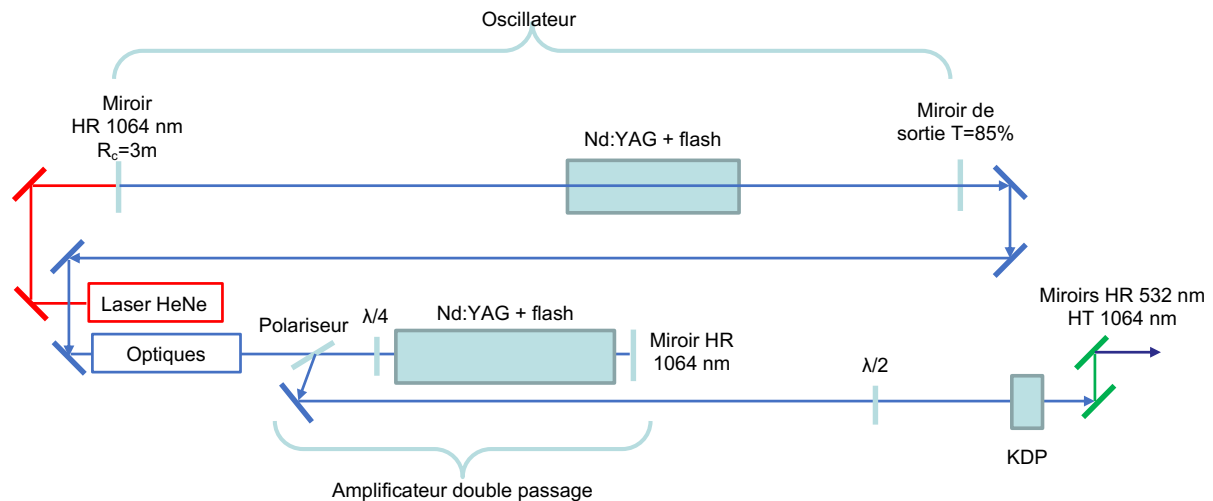 Oscillateur
Miroir
HR 1064 nm
Rc=3m
Nd:YAG + flash
Miroir de
sortie T=85%
Laser HeNe
Optiques
Polariseur
λ/4
Nd:YAG + flash
Miroir HR
1064 nm
λ/2
Miroirs HR 532 nm
HT 1064 nm
KDP
Amplificateur double passage